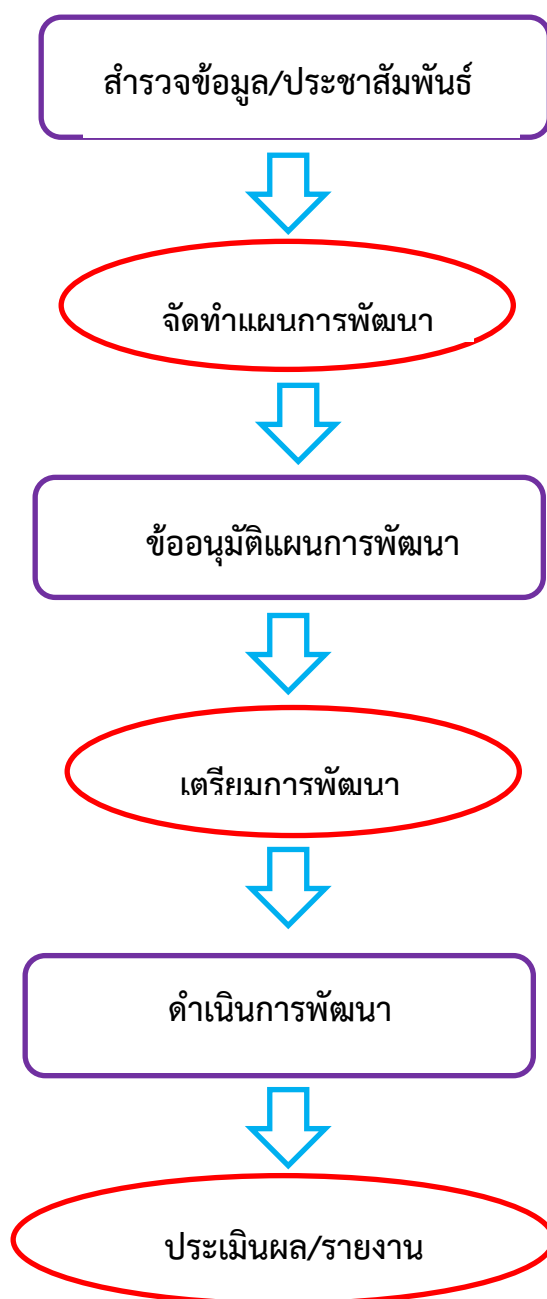 สำรวจข้อมูล/ประชาสัมพันธ์
จัดทำแผนการพัฒนา
ข้ออนุมัติแผนการพัฒนา
เตรียมการพัฒนา
ดำเนินการพัฒนา
ประเมินผล/รายงาน